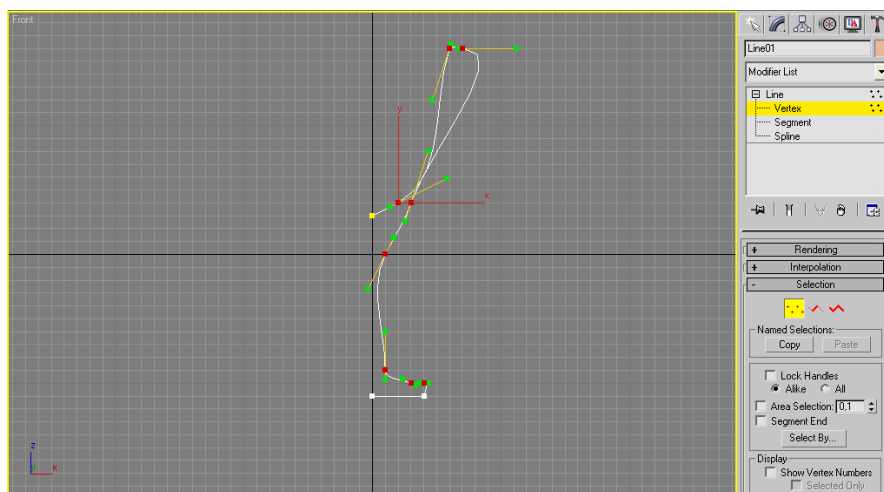 Front
y
x
z
y
x
Line01
Modifier List
Line
Vertex
Segment
Spline
+ Rendering
+ Interpolation
- Selection
Named Selections:
Copy Paste
Lock Handles
Alike All
Area Selection: 0,1
Segment End
Select By...
Display
Show Vertex Numbers
Selected Only